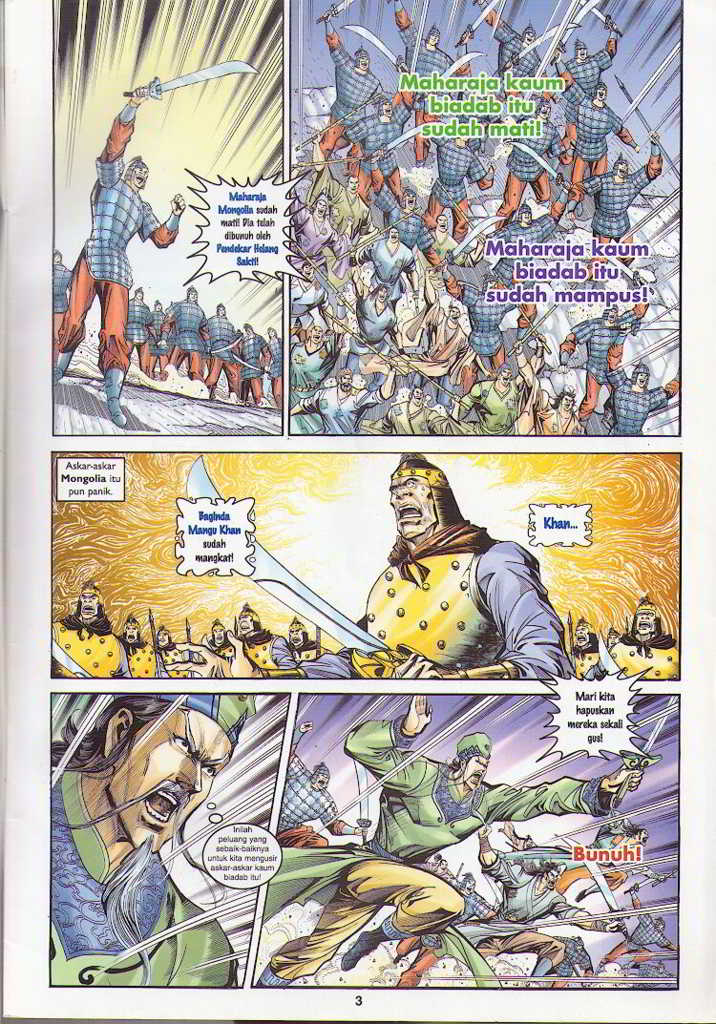 Maharaja
Mongolia sudah
mati! Dia telah
dibunuh oleh
Pendekar Helang
Sakti!
Maharaja kaum
biadab itu
sudah mati!
Maharaja kaum
biadab itu
sudah mampus!
Askar-askar
Mongolia itu
pun panik.
Baginda
Mangu Khan
sudah
mangkat!
Khan...
Inilah
peluang yang
sebaik-baiknya
untuk kita mengusir
askar-askar kaum
biadab itu!
Mari kita
hapuskan
mereka sekali
gus!
Bunuh!
3